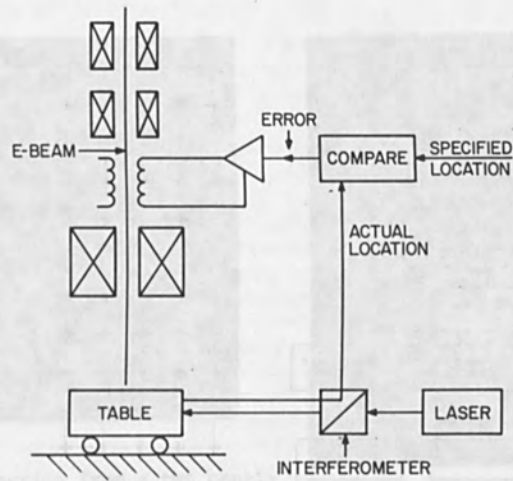 E-BEAM
ERROR
COMPARE
SPECIFIED
LOCATION
ACTUAL
LOCATION
TABLE
LASER
INTERFEROMETER